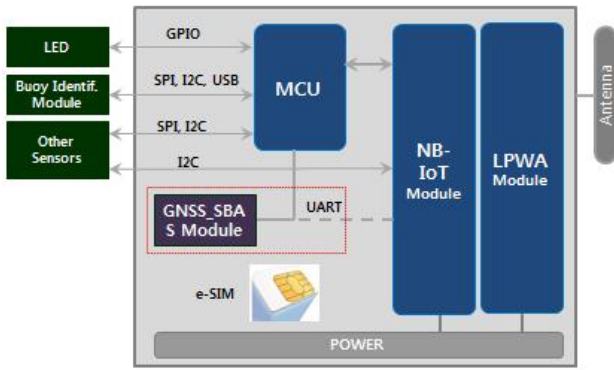 LED
GPIO
Buoy Identif.
Module
SPI, I2C, USB
MCU
Other
Sensors
SPI, I2C
I2C
NB-
IoT
Module
LPWA
Module
Antenna
GNSS_SBA
S Module
UART
e-SIM
POWER